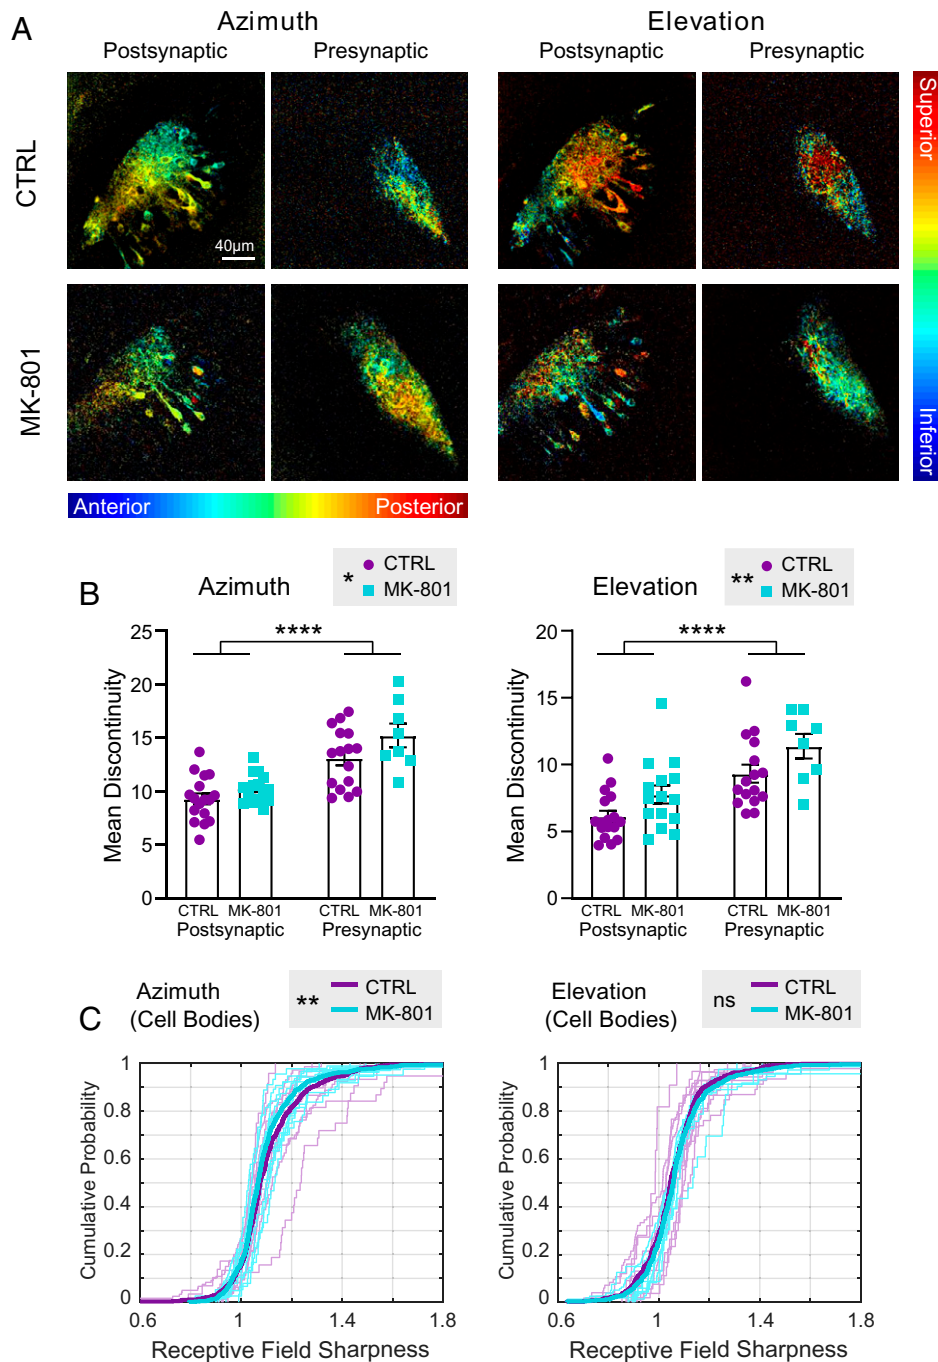 A
Azimuth
Elevation
Postsynaptic
Presynaptic
Postsynaptic
Presynaptic
CTRL
40µm
MK-801
Superior
Inferior
Anterior
Posterior
B
Azimuth
*
CTRL
MK-801
Elevation
**
CTRL
MK-801
Mean Discontinuity
25
20
15
10
5
0
****
CTRL
MK-801
CTRL
MK-801
Postsynaptic
Presynaptic
Mean Discontinuity
20
15
10
5
0
****
CTRL
MK-801
CTRL
MK-801
Postsynaptic
Presynaptic
C
Azimuth
(Cell Bodies)
**
CTRL
MK-801
Elevation
(Cell Bodies)
ns
CTRL
MK-801
Cumulative Probability
1
0.8
0.6
0.4
0.2
0
0.6
1
1.4
1.8
Receptive Field Sharpness
Cumulative Probability
1
0.8
0.6
0.4
0.2
0
0.6
1
1.4
1.8
Receptive Field Sharpness